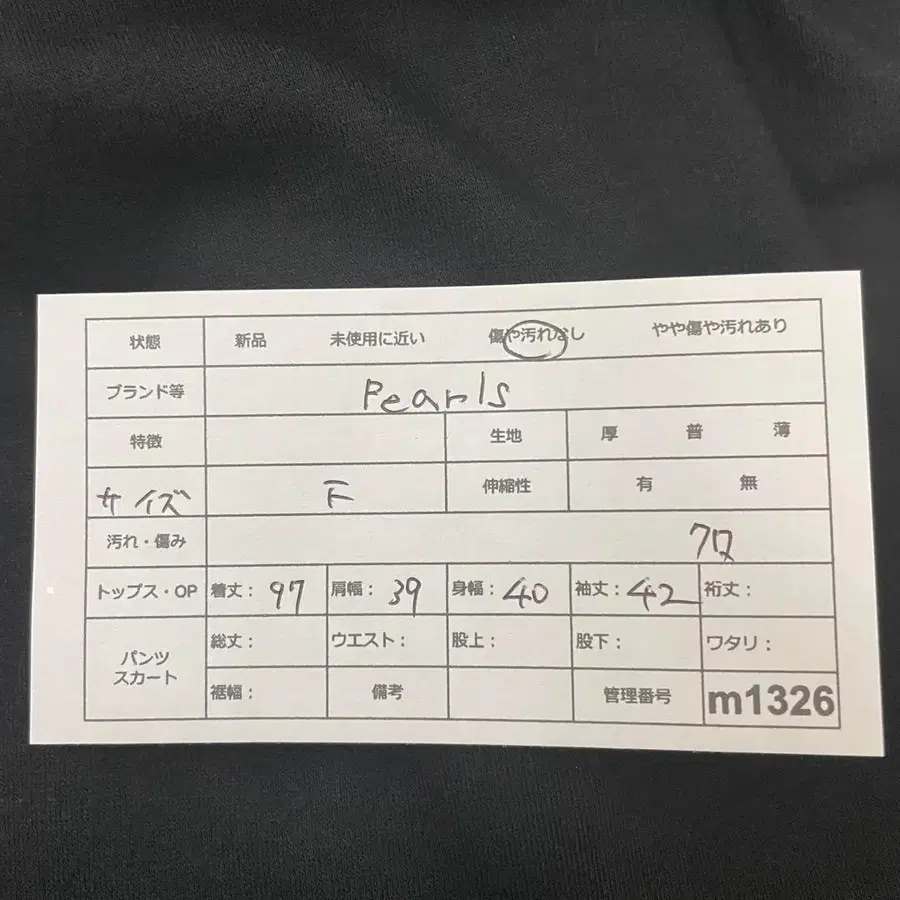 状態 新品 未使用に近い 傷や汚れなし やや傷や汚れあり
ブランド等 Pearls
特徴 生地 厚 普 薄
サイズ F 伸縮性 有 無
汚れ・傷み
トップス・OP 着丈: 97 肩幅: 39 身幅: 40 袖丈: 42 裄丈:
パンツ スカート 総丈: ウエスト: 股上: 股下: ワタリ:
裾幅: 備考 管理番号 m1326